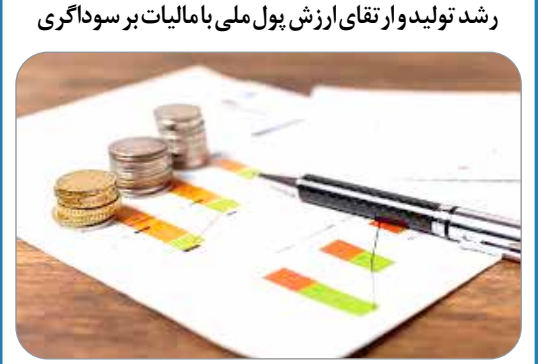 رشد تولید و ارتقای ارزش پول ملی با مالیات بر سوداگری